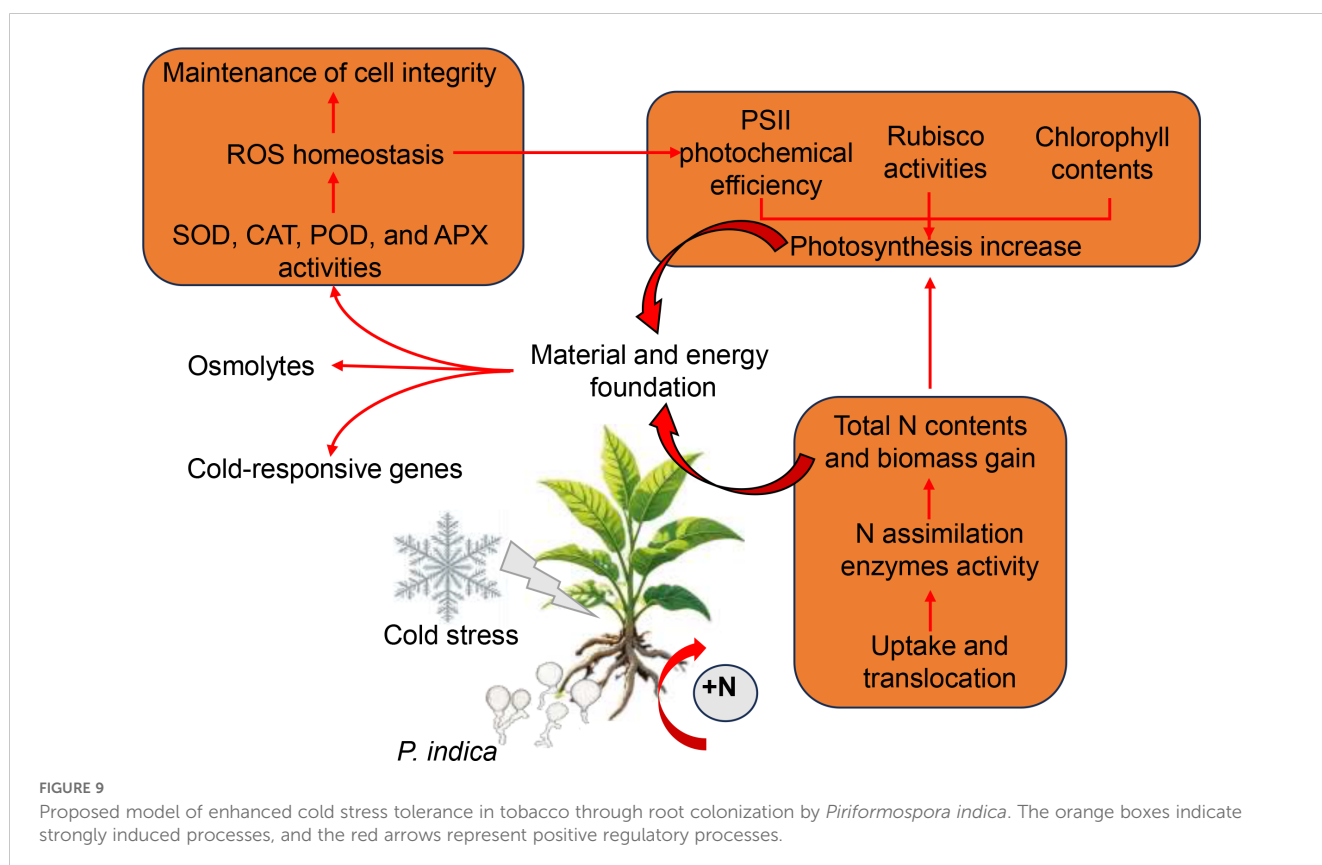 Maintenance of cell integrity
ROS homeostasis
SOD, CAT, POD, and APX
activities
PSII
photochemical
efficiency
Rubisco
activities
Chlorophyll
contents
Photosynthesis increase
Osmolytes
Material and energy
foundation
Cold-responsive genes
Total N contents
and biomass gain
N assimilation
enzymes activity
Uptake and
translocation
Cold stress
+N
P. indica
FIGURE 9
Proposed model of enhanced cold stress tolerance in tobacco through root colonization by Piriformospora indica. The orange boxes indicate
strongly induced processes, and the red arrows represent positive regulatory processes.